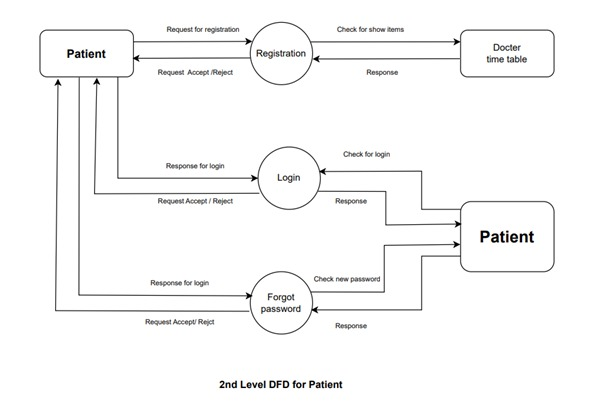 Request for registration
Check for show items
Patient
Registration
Docter
time table
Request Accept /Reject
Response
Response for login
Check for login
Login
Request Accept / Reject
Response
Patient
Check new password
Response for login
Forgot
password
Request Accept/ Rejct
Response
2nd Level DFD for Patient